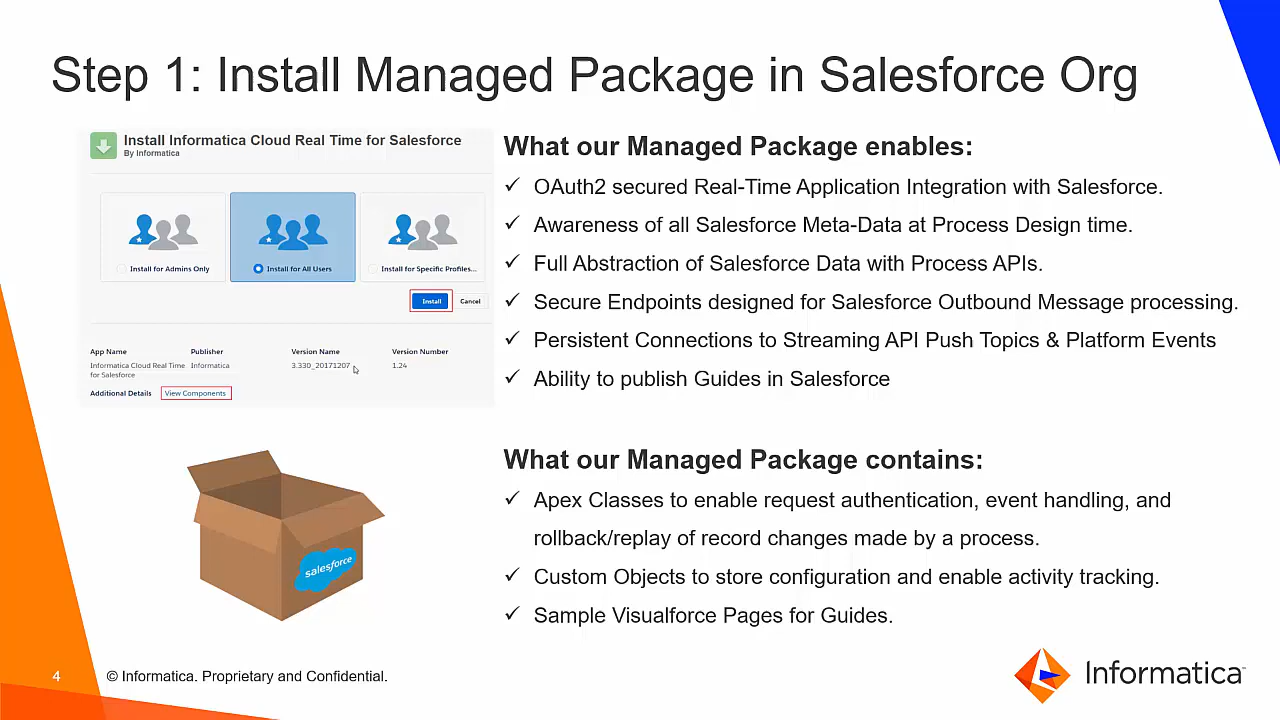 Step 1: Install Managed Package in Salesforce Org
Install Informatica Cloud Real Time for Salesforce
By Informatica
Install for Admins Only
Install for All Users
Install for Specific Profiles...
Install
Cancel
App Name Publisher Version Name Version Number
Informatica Cloud Real Time Informatica 3.330_20171207 1.24
for Salesforce
Additional Details View Components
What our Managed Package enables:
✓ OAuth2 secured Real-Time Application Integration with Salesforce.
✓ Awareness of all Salesforce Meta-Data at Process Design time.
✓ Full Abstraction of Salesforce Data with Process APIs.
✓ Secure Endpoints designed for Salesforce Outbound Message processing.
✓ Persistent Connections to Streaming API Push Topics & Platform Events
✓ Ability to publish Guides in Salesforce
salesforce
What our Managed Package contains:
✓ Apex Classes to enable request authentication, event handling, and
rollback/replay of record changes made by a process.
✓ Custom Objects to store configuration and enable activity tracking.
✓ Sample Visualforce Pages for Guides.
4
© Informatica. Proprietary and Confidential.
Informatica™